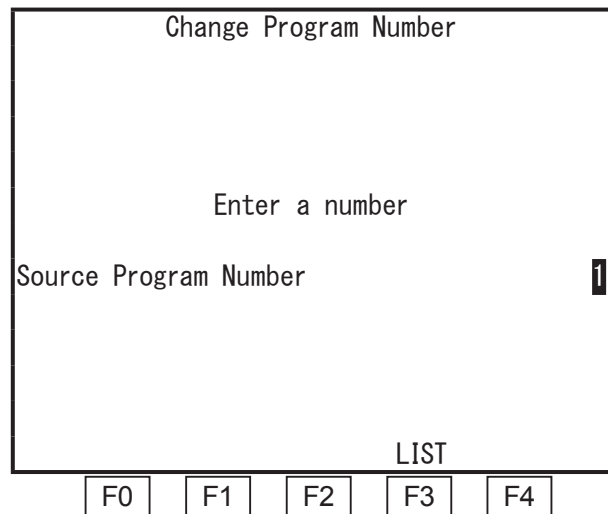 Change Program Number
Enter a number
Source Program Number 1
LIST
F0 F1 F2 F3 F4